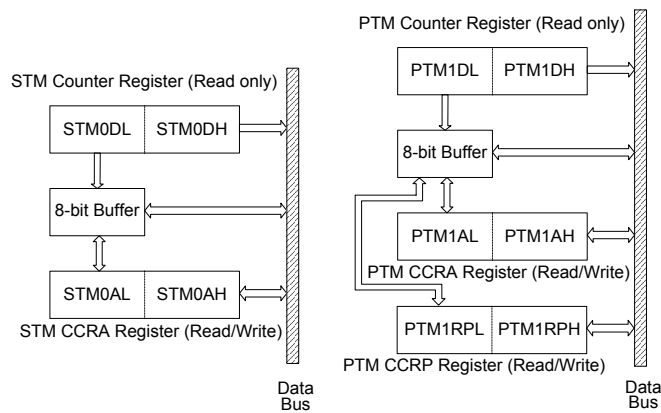 STM Counter Register (Read only)
STM0DL STM0DH
8-bit Buffer
STM0AL STM0AH
STM CCRA Register (Read/Write)
Data
Bus
PTM Counter Register (Read only)
PTM1DL PTM1DH
8-bit Buffer
PTM1AL PTM1AH
PTM CCRA Register (Read/Write)
PTM1RPL PTM1RPH
PTM CCRP Register (Read/Write)
Data
Bus